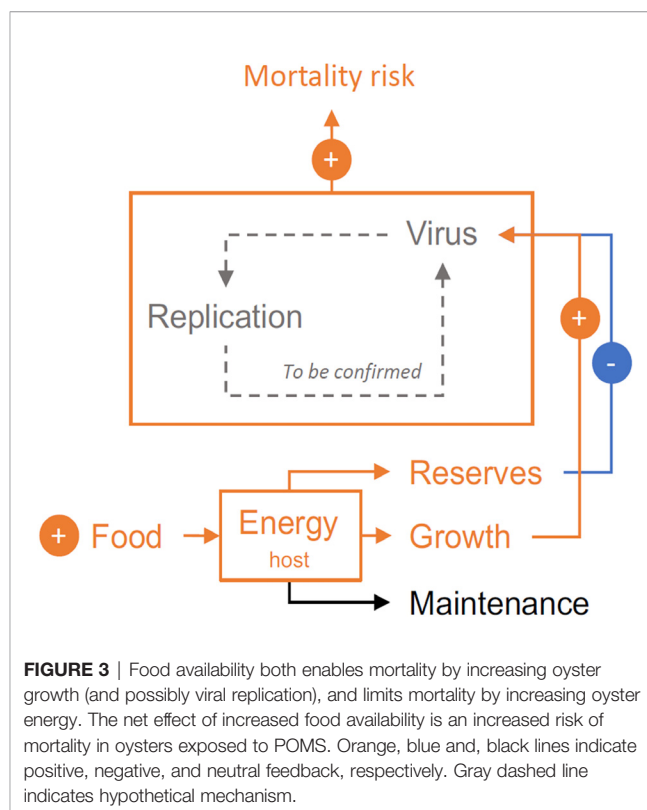 Mortality risk
+
Virus
Replication
To be confirmed
+
-
Reserves
+ Food
Energy
host
Growth
Maintenance
FIGURE 3 | Food availability both enables mortality by increasing oyster
growth (and possibly viral replication), and limits mortality by increasing oyster
energy. The net effect of increased food availability is an increased risk of
mortality in oysters exposed to POMS. Orange, blue and, black lines indicate
positive, negative, and neutral feedback, respectively. Gray dashed line
indicates hypothetical mechanism.